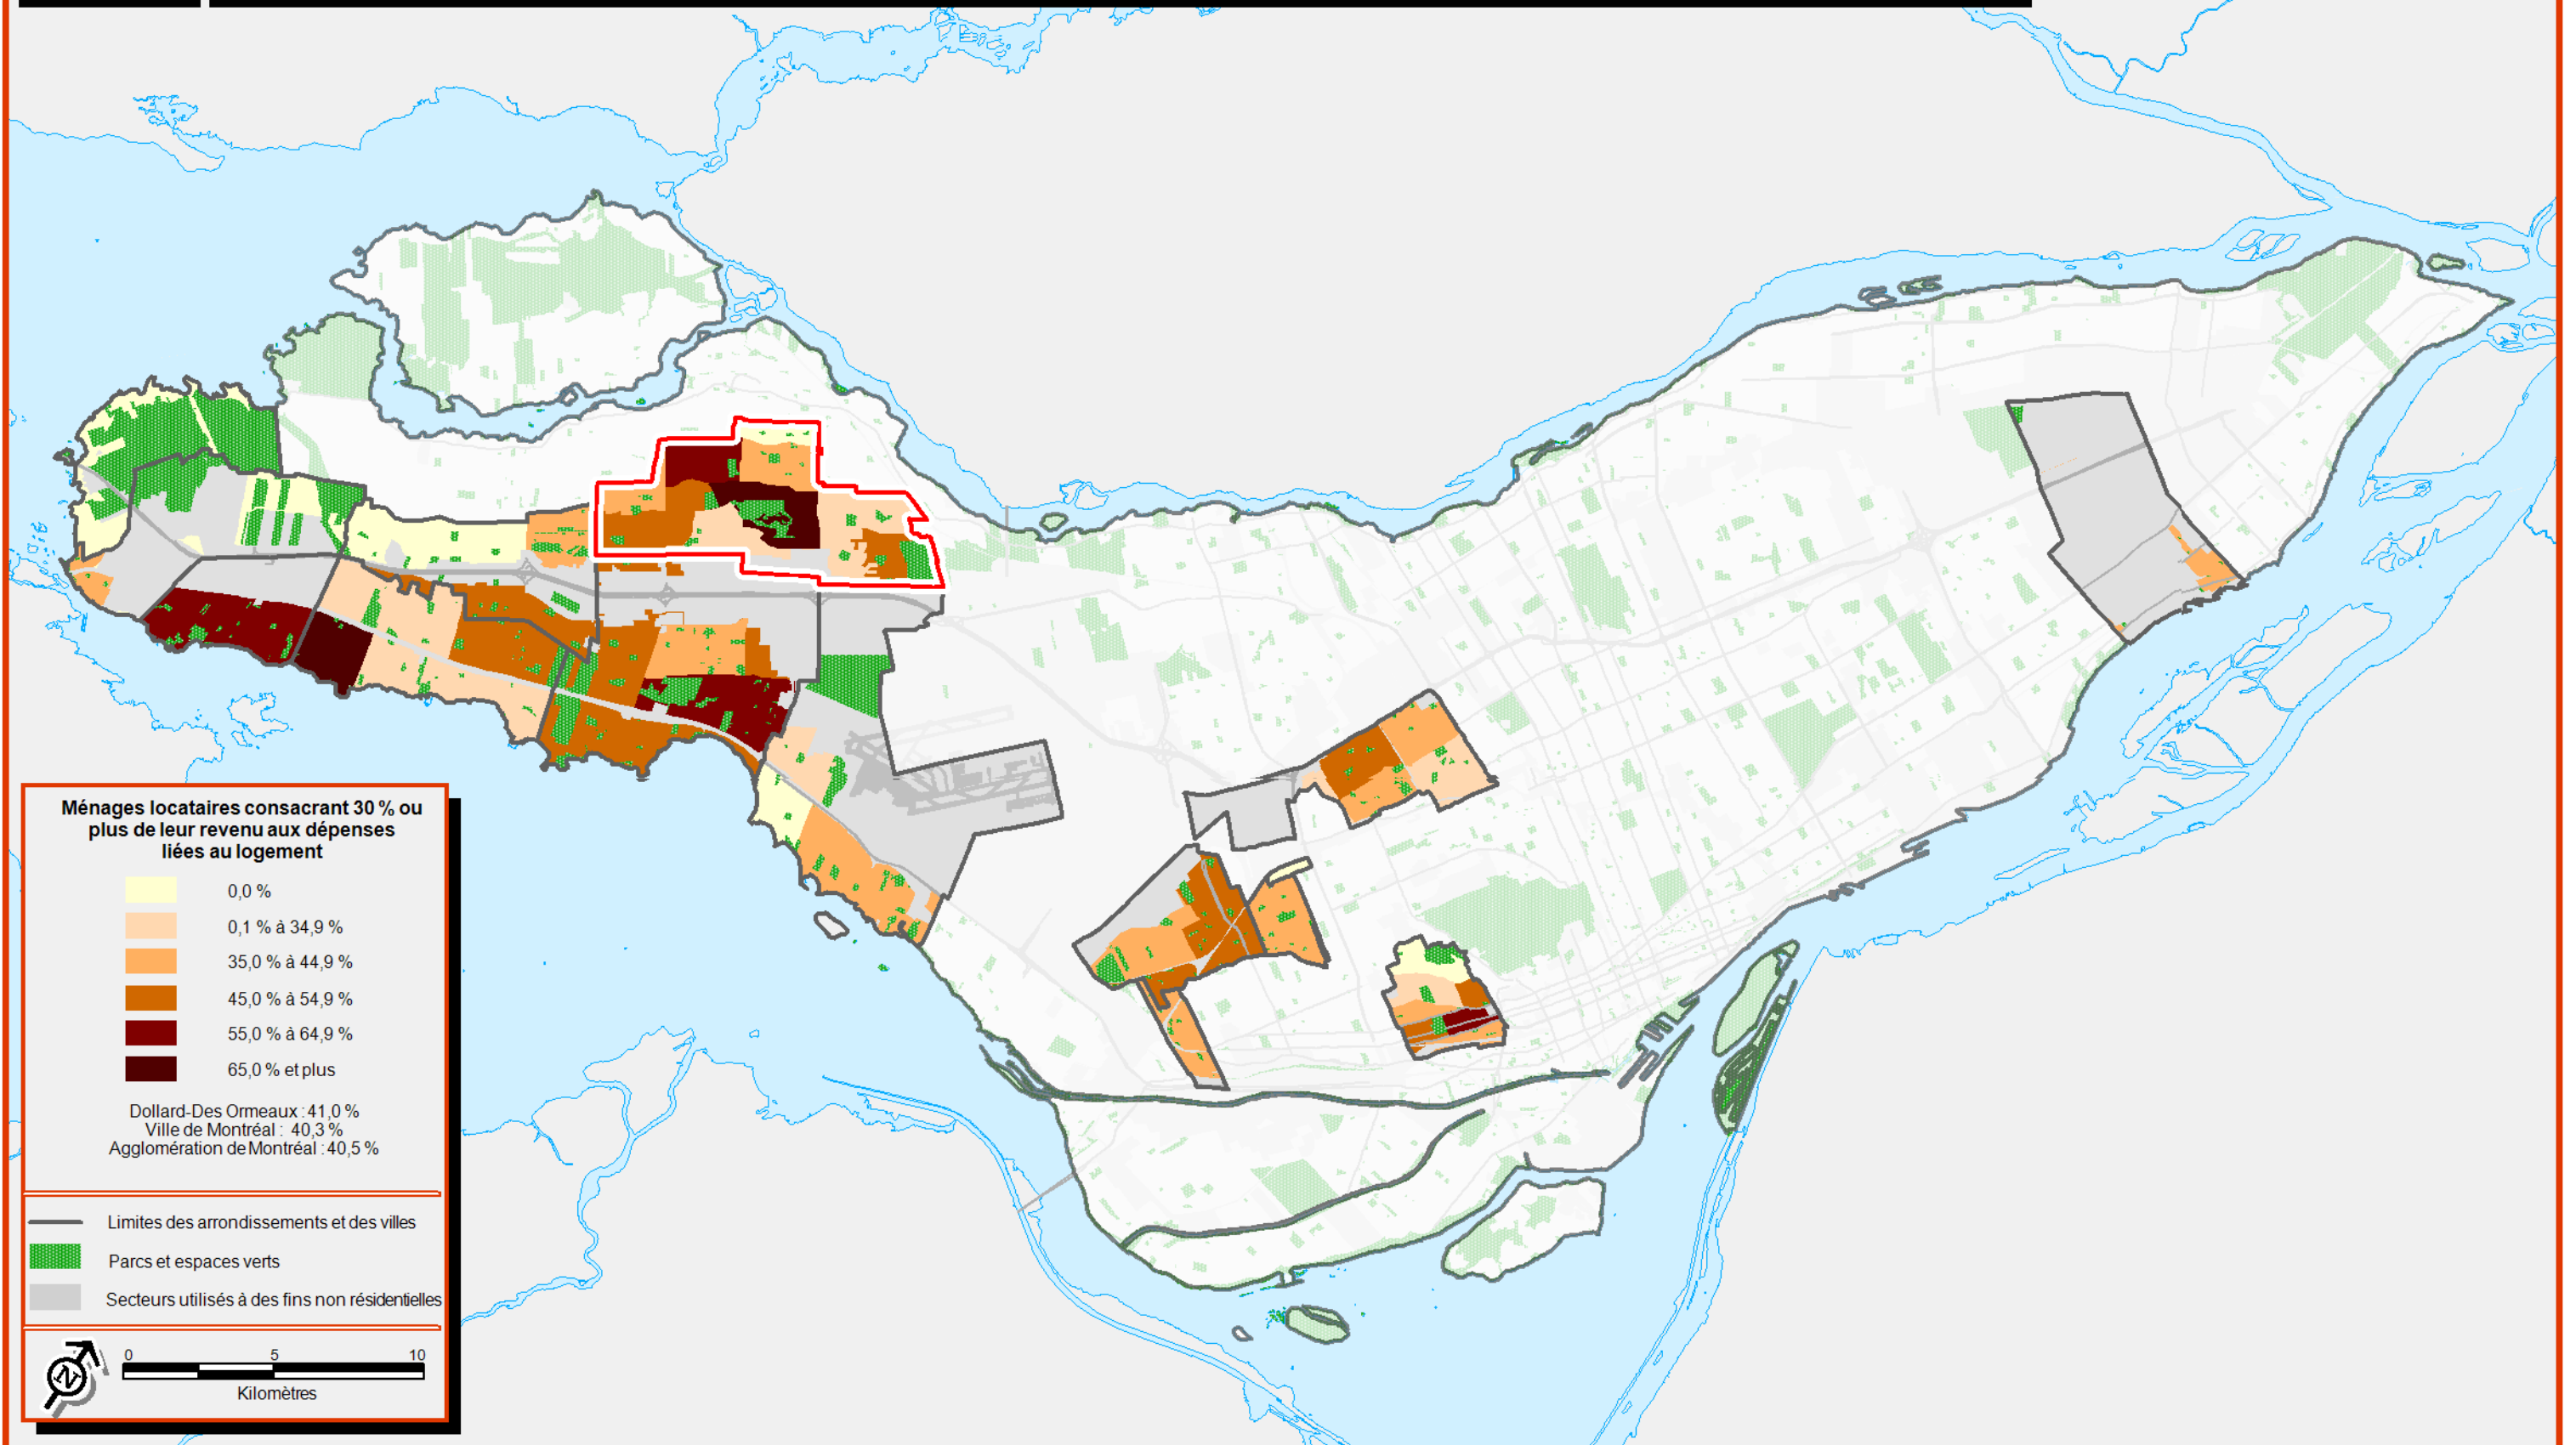 Ménages locataires consacrant 30 % ou
plus de leur revenu aux dépenses
liées au logement
0,0 %
0,1 % à 34,9 %
35,0 % à 44,9 %
45,0 % à 54,9 %
55,0 % à 64,9 %
65,0 % et plus
Dollard-Des Ormeaux : 41,0 %
Ville de Montréal : 40,3 %
Agglomération de Montréal : 40,5 %
Limites des arrondissements et des villes
Parcs et espaces verts
Secteurs utilisés à des fins non résidentielles
N
0 5 10
Kilomètres